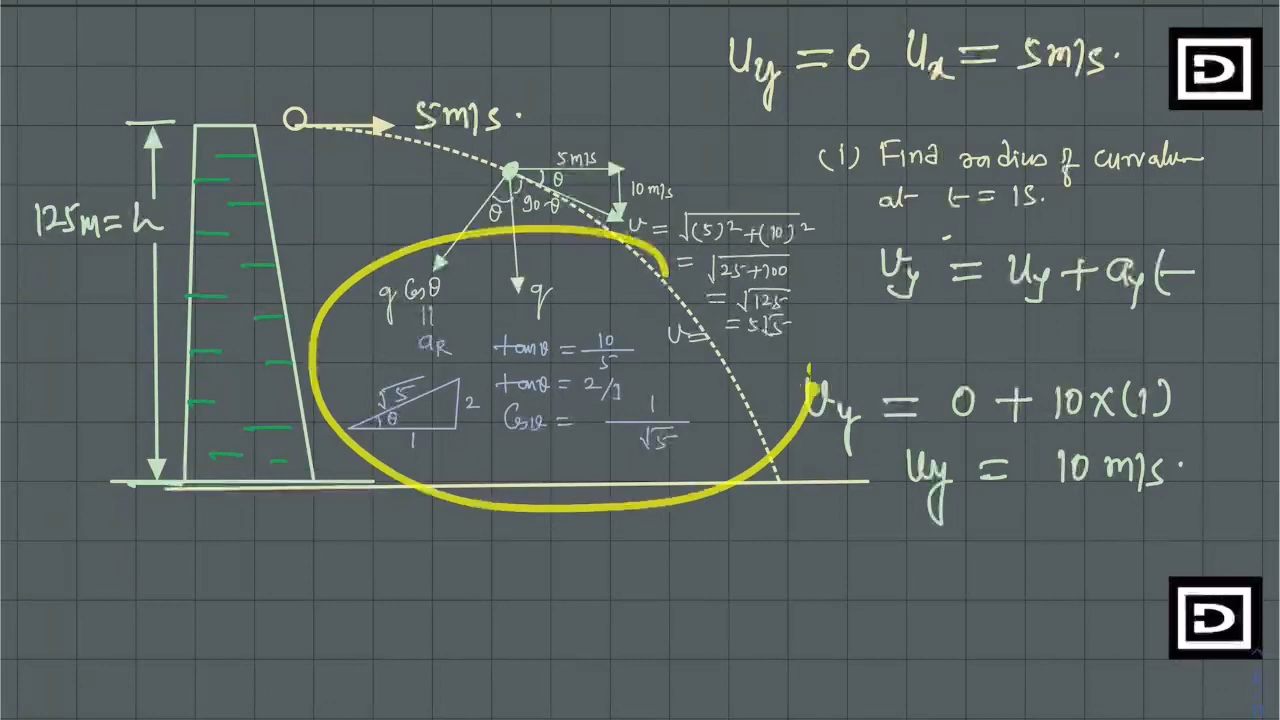 Uy = 0 Ux = 5m/s.
5m/s.
(i) Find radius of curvature
at t = 1s.
125m = h
5m/s
θ
10 m/s
θ
90-θ
v = √(5)²+(10)²
= √25+100
= √125
v = = 5√5
g Cosθ
g
=
aR
tanθ = 10/5
tanθ = 2/1
Cosθ = 1/√5
√5
θ
2
1
vy = uy + ay t
vy = 0 + 10x(1)
uy = 10 m/s.
D
D